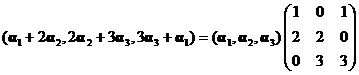 (α₁ + 2α₂, 2α₂ + 3α₃, 3α₃ + α₁) = (α₁, α₂, α₃) ( 1 0 1
2 2 0
0 3 3 )